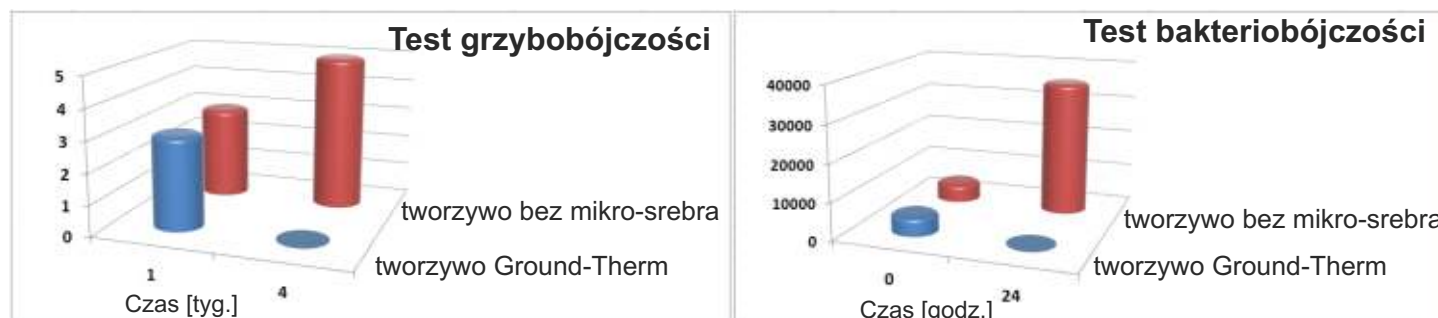 Test grzybobójczości
5
4
3
2
1
0
tworzywo bez mikro-srebra
tworzywo Ground-Therm
1
4
Czas [tyg.]
Test bakteriobójczości
40000
30000
20000
10000
0
tworzywo bez mikro-srebra
tworzywo Ground-Therm
0
24
Czas [godz.]